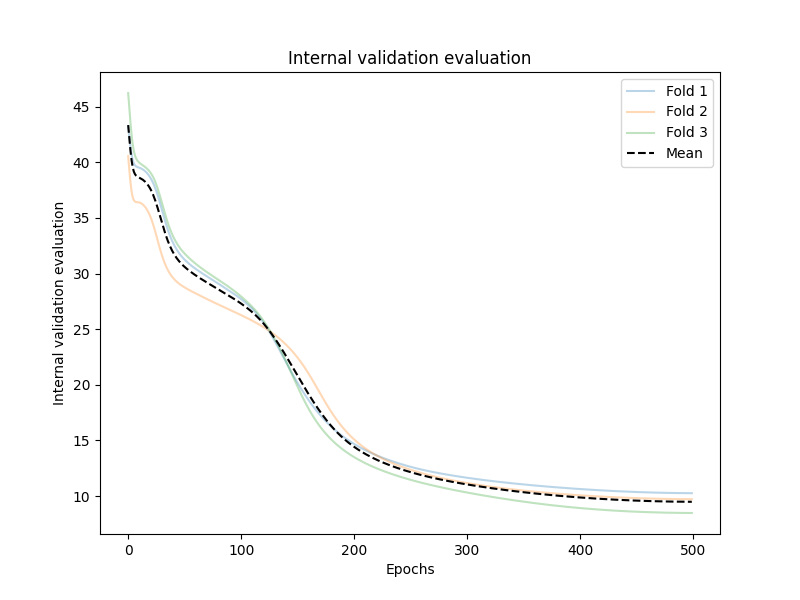 Internal validation evaluation
Fold 1
Fold 2
Fold 3
Mean
Internal validation evaluation
45
40
35
30
25
20
15
10
0 100 200 300 400 500
Epochs